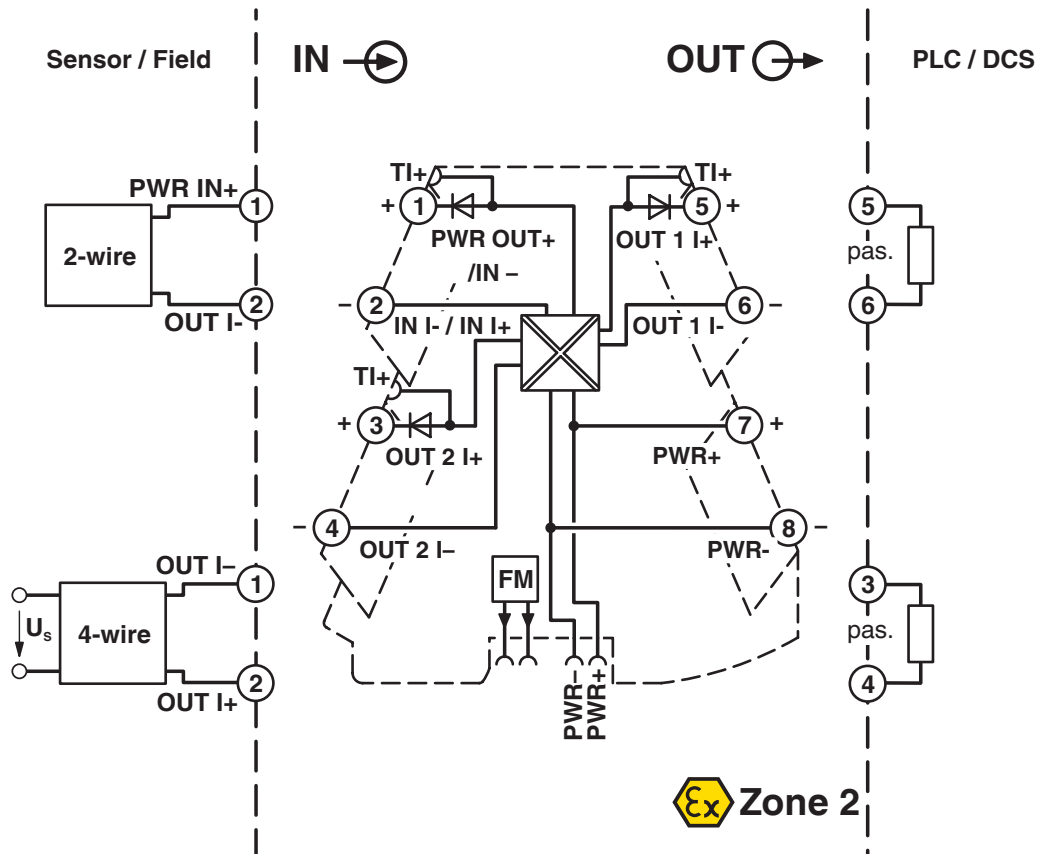 Sensor / Field
IN
OUT
PLC / DCS
PWR IN+
1
2-wire
2
OUT I-
TI+
+ 1
PWR OUT+
/IN –
– 2
IN I- / IN I+
TI+
5 +
OUT 1 I+
6 –
OUT 1 I-
TI+
+ 3
OUT 2 I+
7 +
PWR+
– 4
OUT 2 I–
8 –
PWR-
FM
PWR-
PWR+
5
pas.
6
OUT I–
1
Us
4-wire
2
OUT I+
3
pas.
4
Ex Zone 2